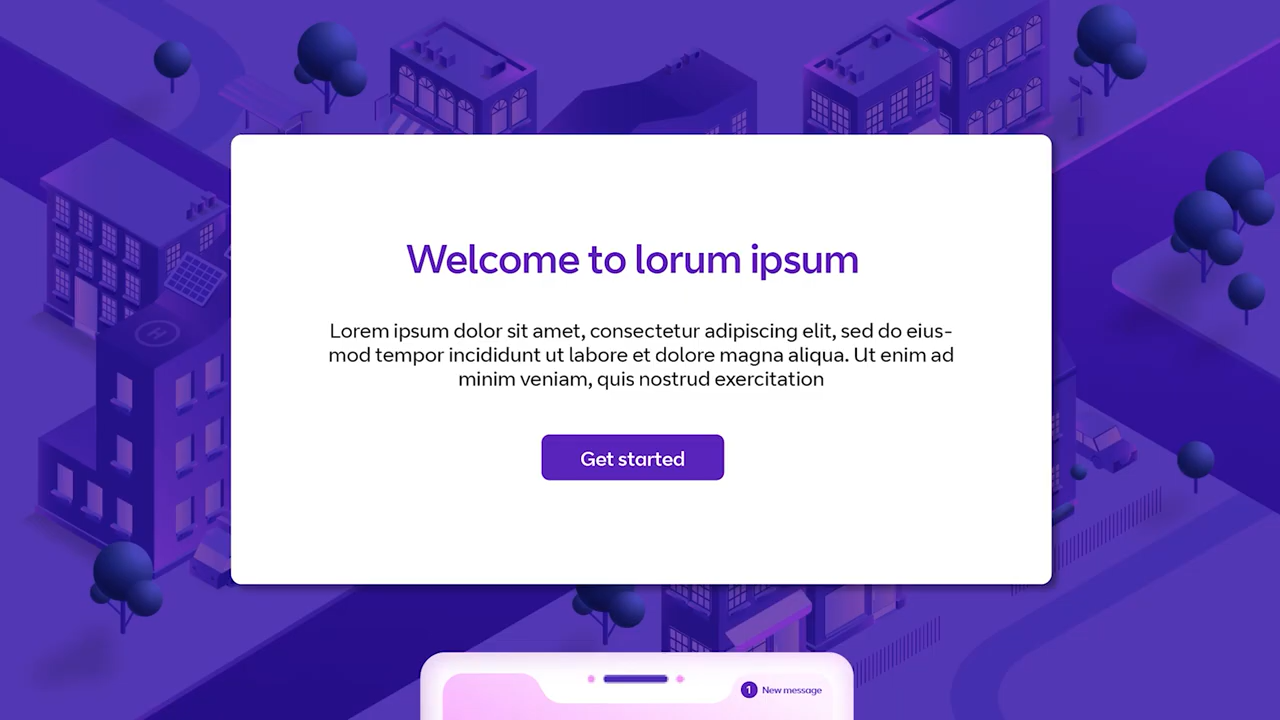 Welcome to lorum ipsum
Lorem ipsum dolor sit amet, consectetur adipiscing elit, sed do eius-
mod tempor incididunt ut labore et dolore magna aliqua. Ut enim ad
minim veniam, quis nostrud exercitation
Get started
1 New message
H